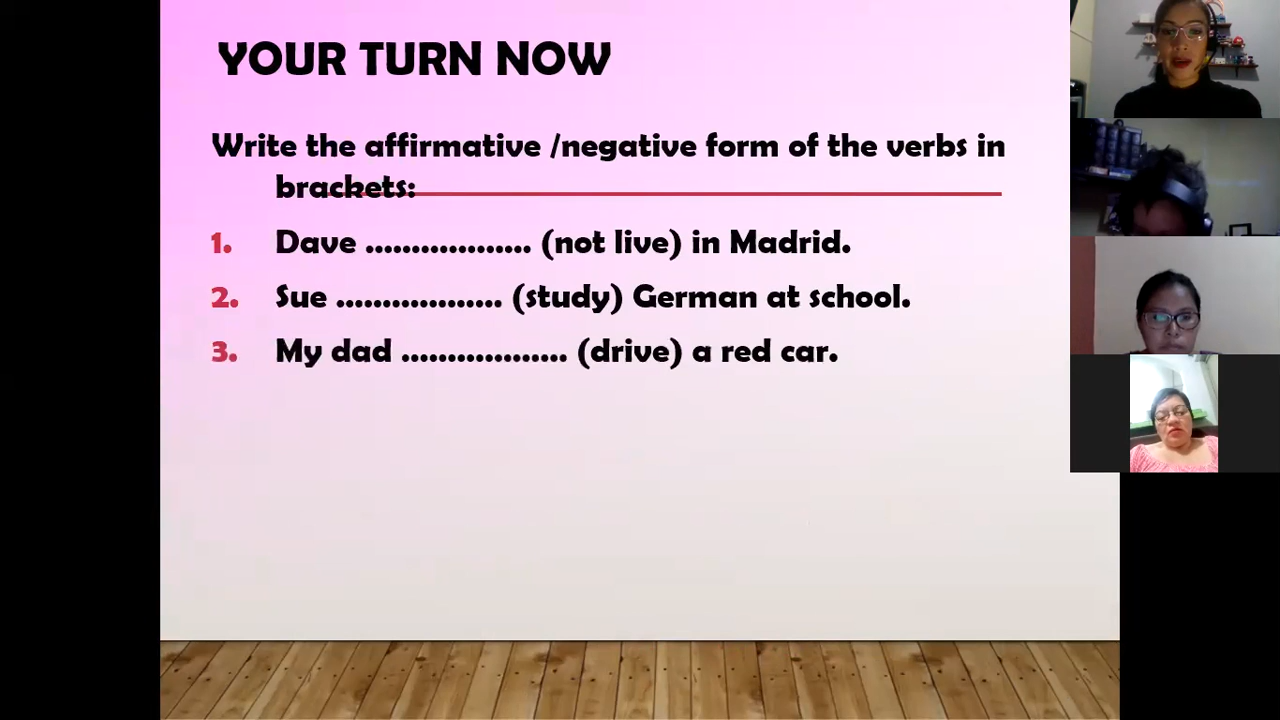 YOUR TURN NOW
Write the affirmative /negative form of the verbs in
brackets:
1. Dave .................. (not live) in Madrid.
2. Sue .................. (study) German at school.
3. My dad .................. (drive) a red car.